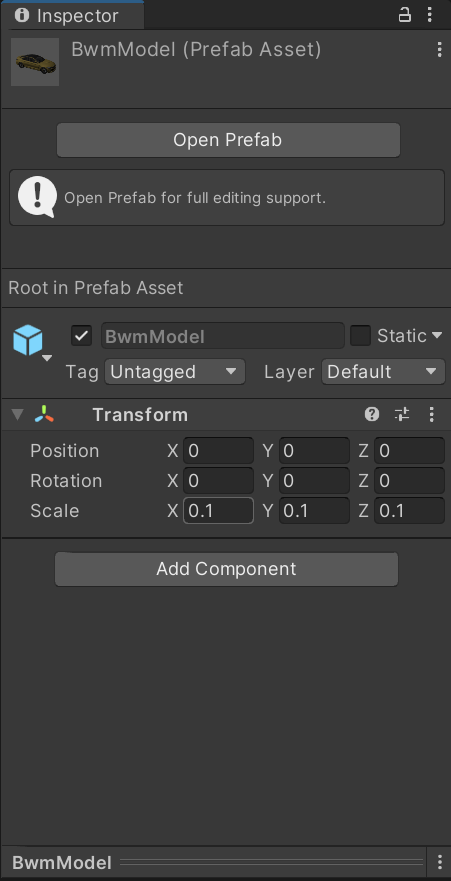 Inspector
BwmModel (Prefab Asset)
Open Prefab
Open Prefab for full editing support.
Root in Prefab Asset
BwmModel Static
Tag Untagged Layer Default
Transform
Position X 0 Y 0 Z 0
Rotation X 0 Y 0 Z 0
Scale X 0.1 Y 0.1 Z 0.1
Add Component
BwmModel